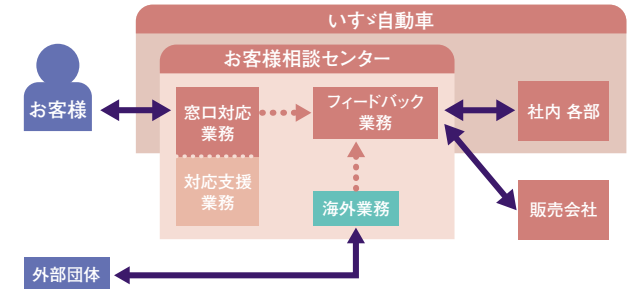 いすゞ自動車
お客様相談センター
お客様
窓口対応
業務
フィードバック
業務
社内 各部
対応支援
業務
海外業務
販売会社
外部団体